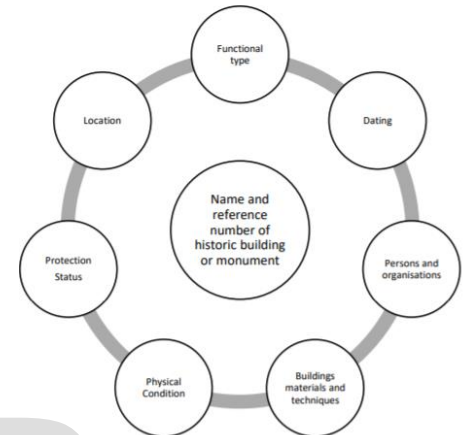 Functional
type
Dating
Persons and
organisations
Buildings
materials and
techniques
Physical
Condition
Protection
Status
Location
Name and
reference
number of
historic building
or monument